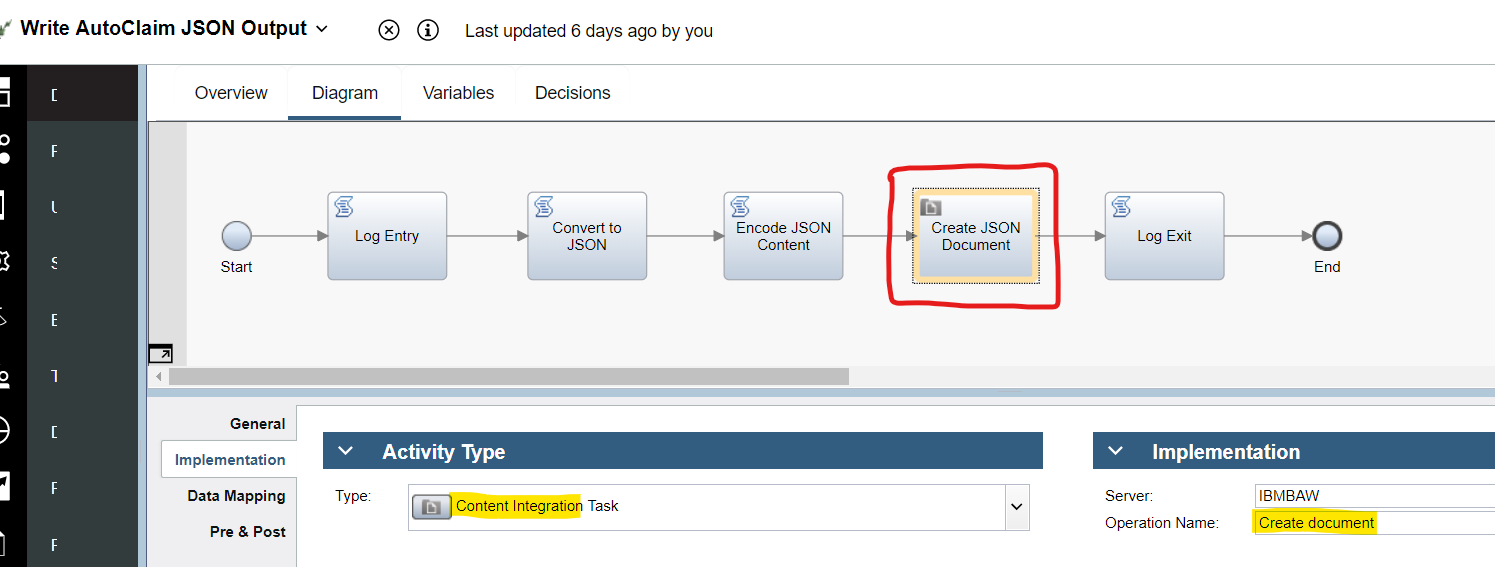 Write AutoClaim JSON Output
Last updated 6 days ago by you
Overview
Diagram
Variables
Decisions
Start
Log Entry
Convert to
JSON
Encode JSON
Content
Create JSON
Document
Log Exit
End
General
Implementation
Data Mapping
Pre & Post
Activity Type
Type:
Content Integration Task
Implementation
Server:
IBMBAW
Operation Name:
Create document